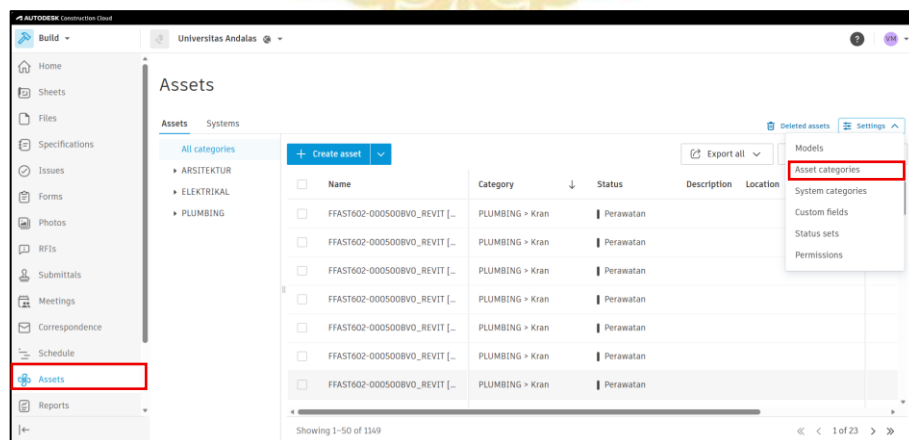 AUTODESK Construction Cloud
Build
Universitas Andalas
VM
Home
Sheets
Files
Specifications
Issues
Forms
Photos
RFIs
Submittals
Meetings
Correspondence
Schedule
Assets
Reports
Assets
Assets Systems
Deleted assets Settings
All categories
ARSITEKTUR
ELEKTRIKAL
PLUMBING
+ Create asset
Export all
Models
Asset categories
System categories
Custom fields
Status sets
Permissions
Name Category Status Description Location
FFAST602-000500BV0_REVIT [... PLUMBING > Kran Perawatan
FFAST602-000500BV0_REVIT [... PLUMBING > Kran Perawatan
FFAST602-000500BV0_REVIT [... PLUMBING > Kran Perawatan
FFAST602-000500BV0_REVIT [... PLUMBING > Kran Perawatan
FFAST602-000500BV0_REVIT [... PLUMBING > Kran Perawatan
FFAST602-000500BV0_REVIT [... PLUMBING > Kran Perawatan
FFAST602-000500BV0_REVIT [... PLUMBING > Kran Perawatan
Showing 1-50 of 1149
1 of 23